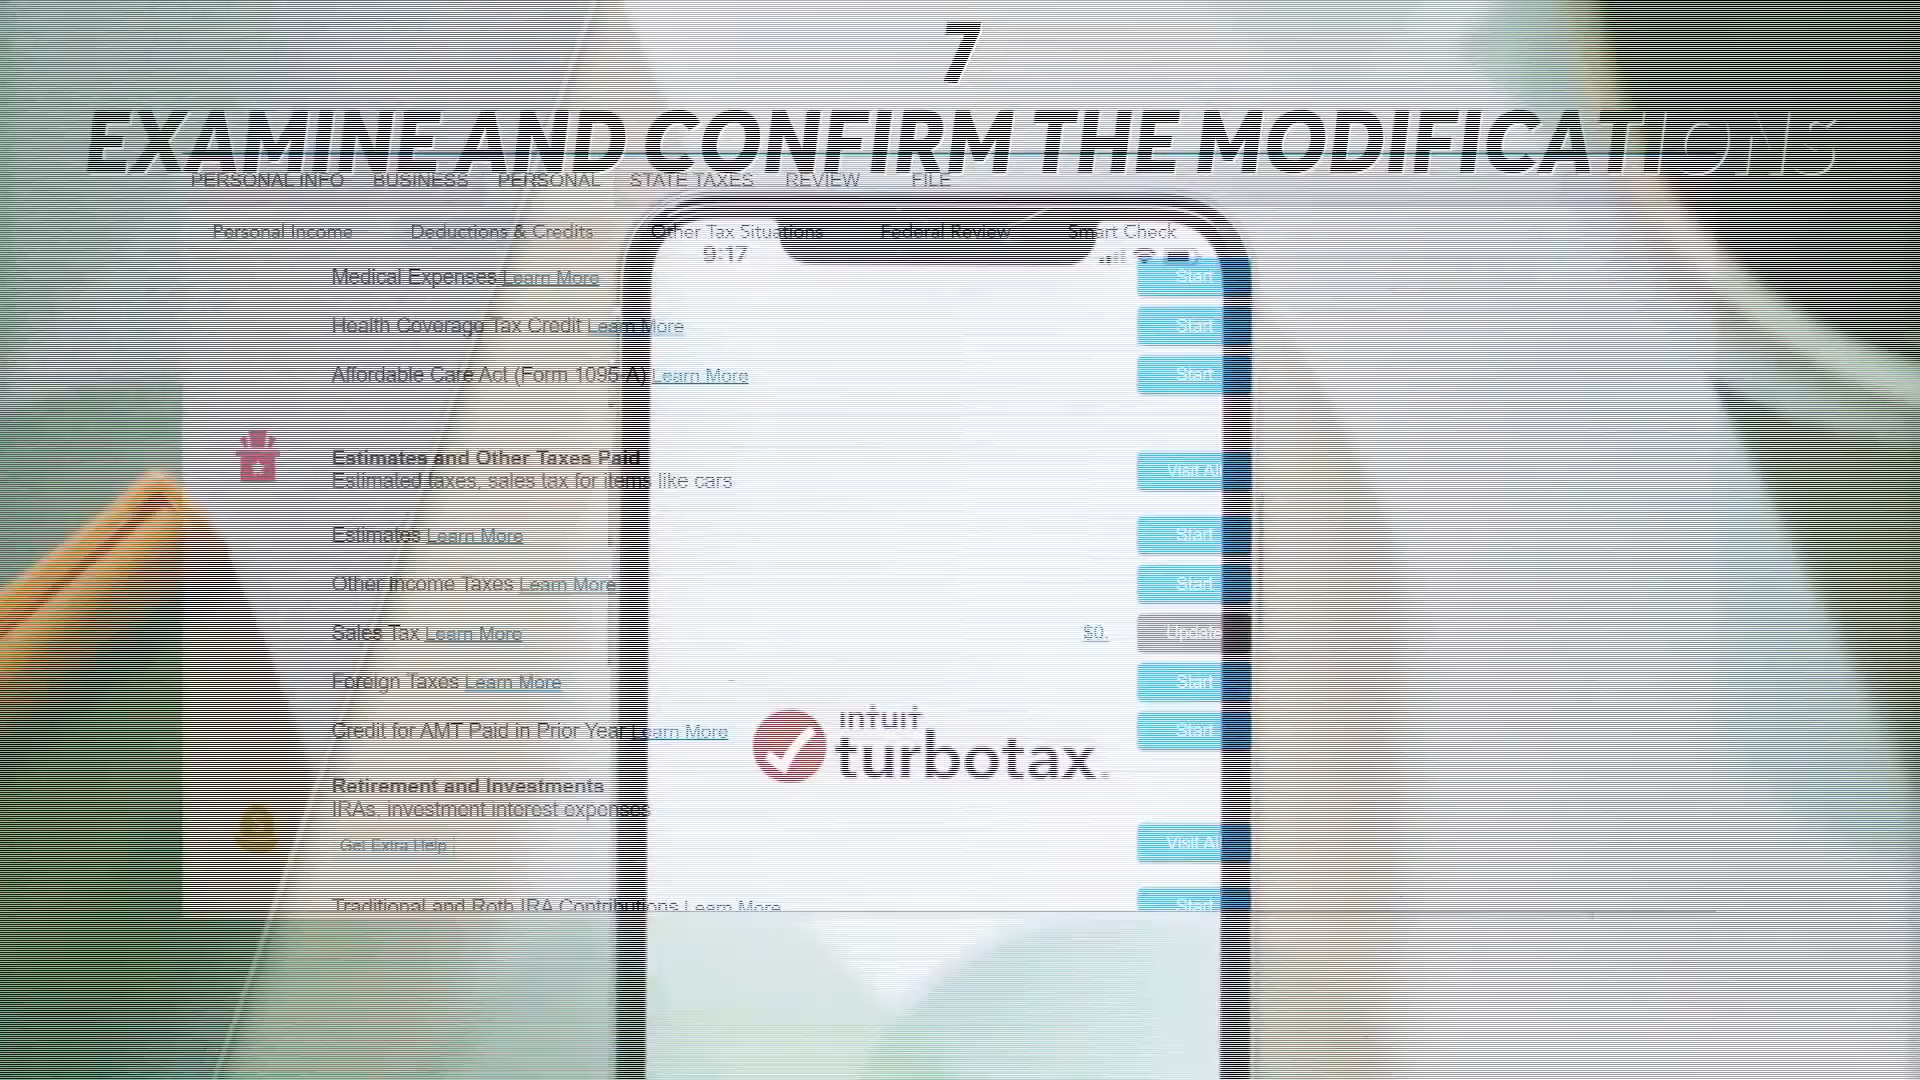 7
EXAMINE AND CONFIRM THE MODIFICATIONS
PERSONAL INFO BUSINESS PERSONAL STATE TAXES REVIEW FILE
Personal Income Deductions & Credits Other Tax Situations Federal Review Smart Check
9:17
Medical Expenses Learn More Start
Health Coverage Tax Credit Learn More Start
Affordable Care Act (Form 1095-A) Learn More Start
Estimates and Other Taxes Paid
Estimated taxes, sales tax for items like cars Visit All
Estimates Learn More Start
Other Income Taxes Learn More Start
Sales Tax Learn More $0. Update
Foreign Taxes Learn More Start
Credit for AMT Paid in Prior Year Learn More Start
intuit
turbotax.
Retirement and Investments
IRAs, investment interest expenses
Get Extra Help Visit All
Traditional and Roth IRA Contributions Learn More Start